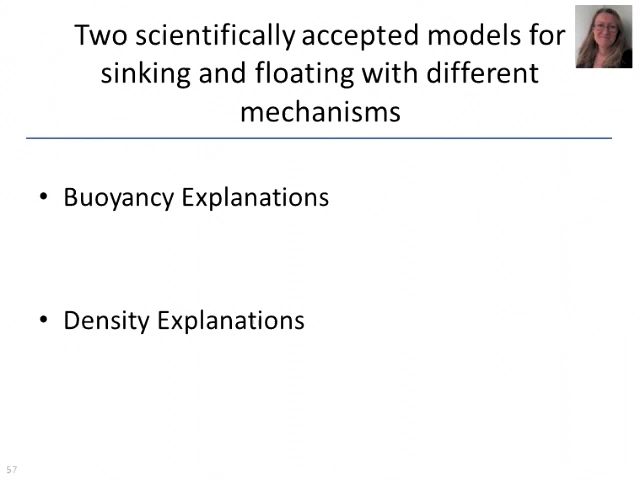 Two scientifically accepted models for
sinking and floating with different
mechanisms
• Buoyancy Explanations
• Density Explanations
57